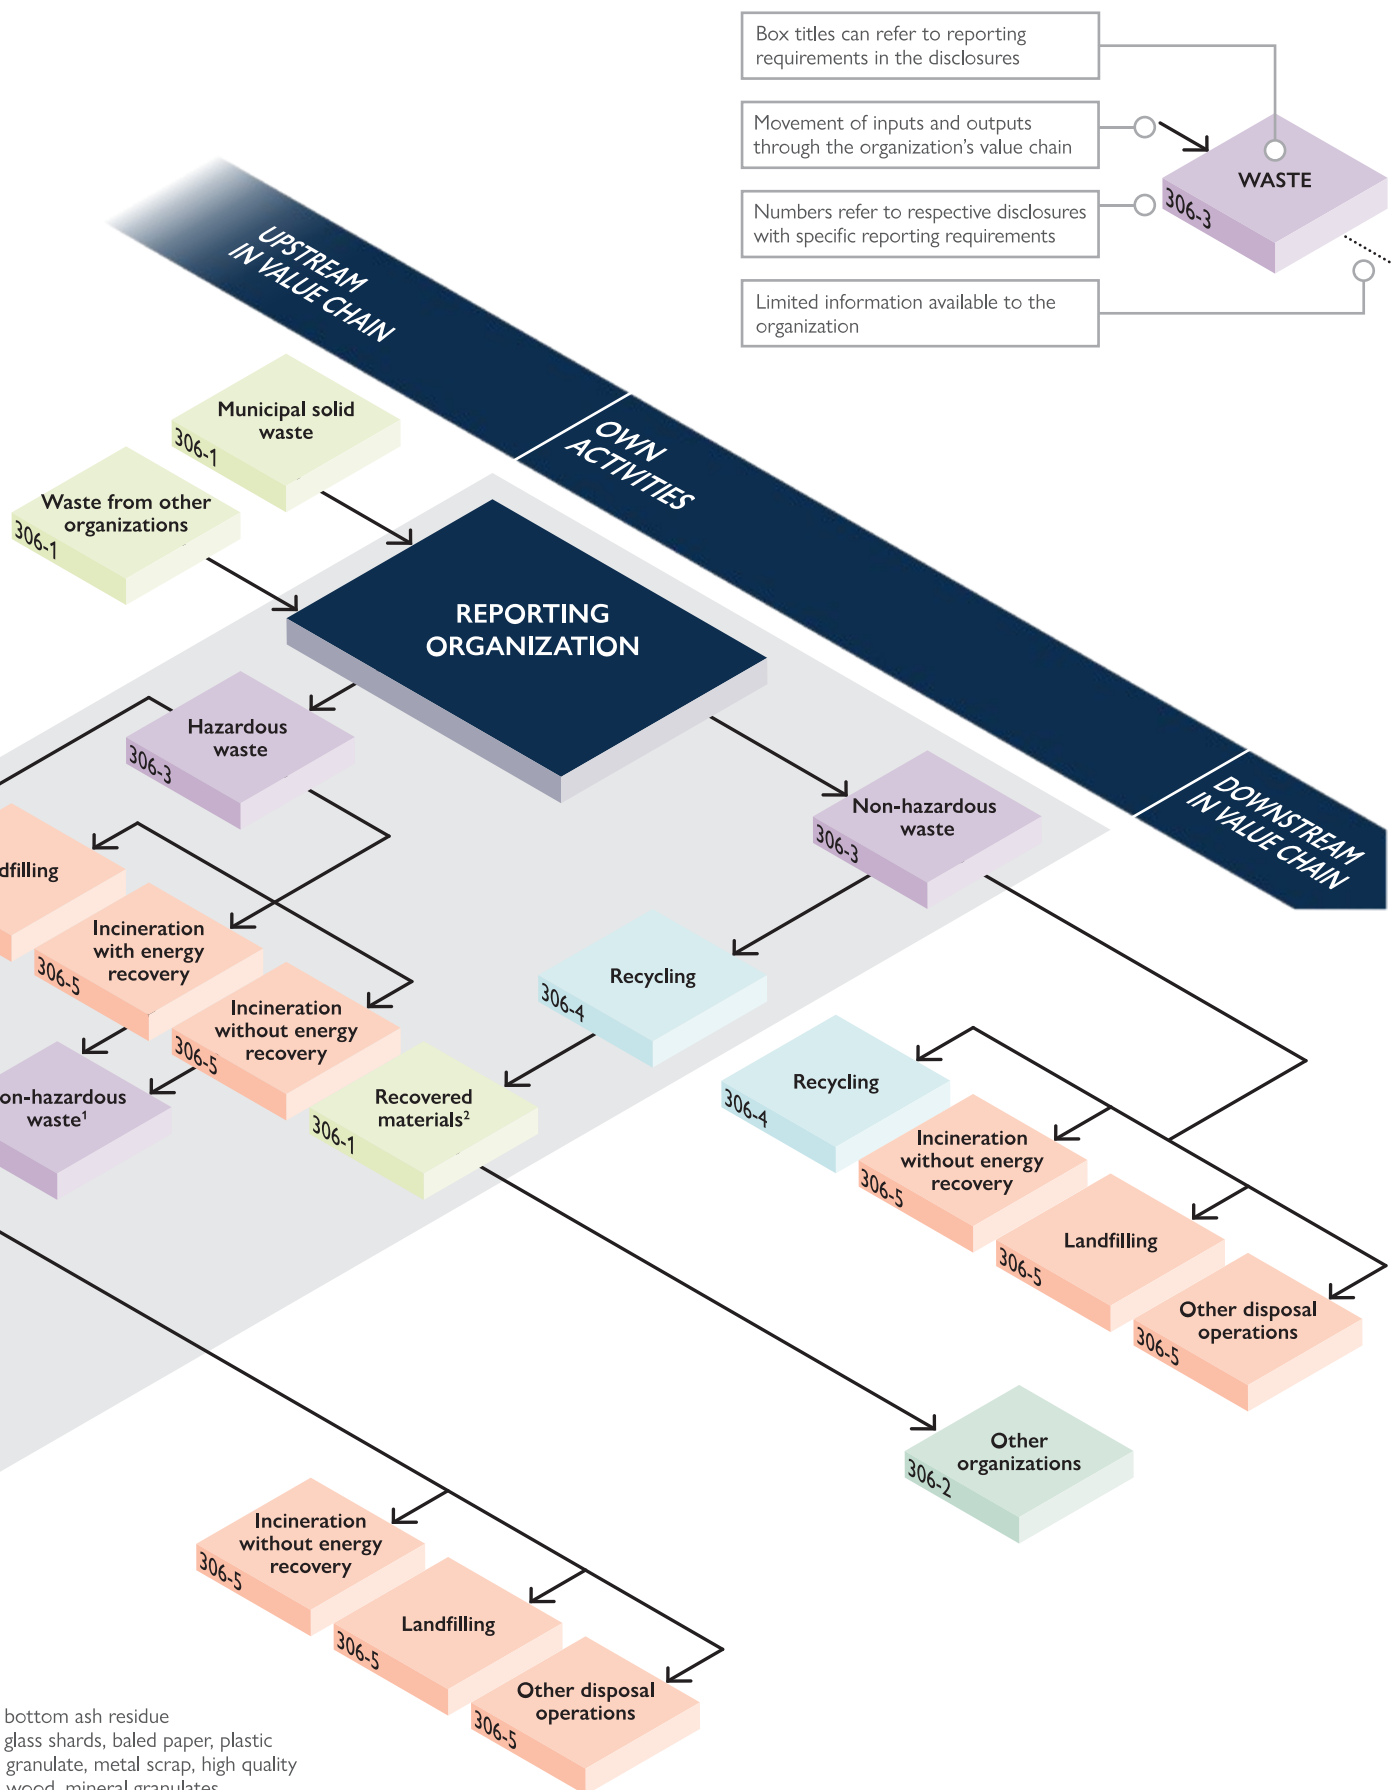 Box titles can refer to reporting
requirements in the disclosures
Movement of inputs and outputs
through the organization's value chain
Numbers refer to respective disclosures
with specific reporting requirements
Limited information available to the
organization
WASTE
306-3
UPSTREAM
IN VALUE CHAIN
OWN
ACTIVITIES
DOWNSTREAM
IN VALUE CHAIN
Municipal solid
waste
306-1
Waste from other
organizations
306-1
REPORTING
ORGANIZATION
Hazardous
waste
306-3
Non-hazardous
waste
306-3
dfilling
Incineration
with energy
recovery
306-5
Incineration
without energy
recovery
306-5
on-hazardous
waste¹
Recycling
306-4
Recovered
materials²
306-1
Recycling
306-4
Incineration
without energy
recovery
306-5
Landfilling
306-5
Other disposal
operations
306-5
Other
organizations
306-2
Incineration
without energy
recovery
306-5
Landfilling
306-5
Other disposal
operations
306-5
bottom ash residue
glass shards, baled paper, plastic
granulate, metal scrap, high quality
wood, mineral granulates